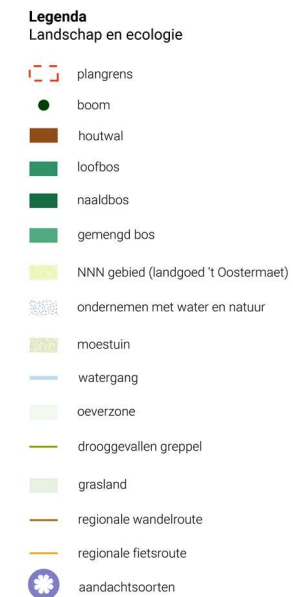 Legenda
Landschap en ecologie
plangrens
boom
houtwal
loofbos
naaldbos
gemengd bos
NNN gebied (landgoed 't Oostermaet)
ondernemen met water en natuur
moestuin
watergang
oeverzone
drooggevallen greppel
grasland
regionale wandelroute
regionale fietsroute
aandachtsoorten